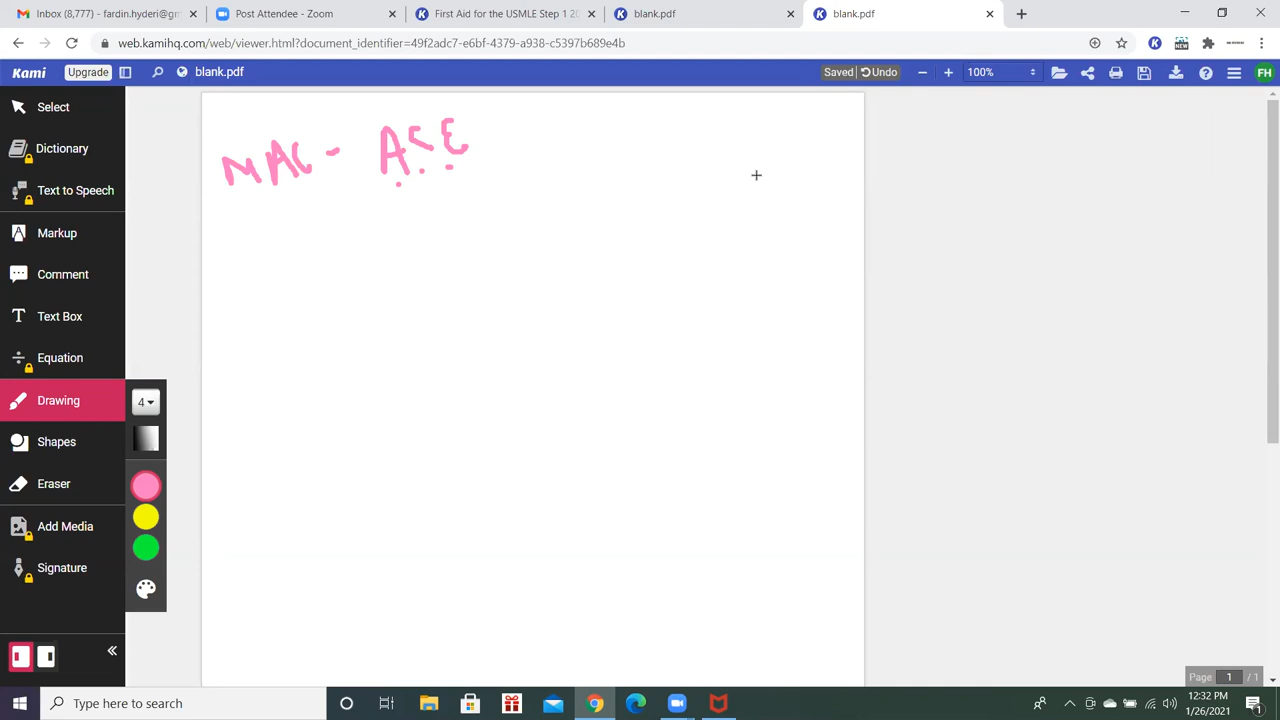 Inbox (8,777) - fardin.hyderi@gm
Post Attendee - Zoom
First Aid for the USMLE Step 1 20
blank.pdf
blank.pdf
web.kamihq.com/web/viewer.html?document_identifier=49f2adc7-e6bf-4379-a938-c5397b689e4b
NEW
Kami
Upgrade
blank.pdf
Saved Undo
100%
FH
Select
Dictionary
Text to Speech
Markup
Comment
Text Box
Equation
Drawing
Shapes
Eraser
Add Media
Signature
4
MAC -
Page 1 / 1
Type here to search
12:32 PM
1/26/2021
1